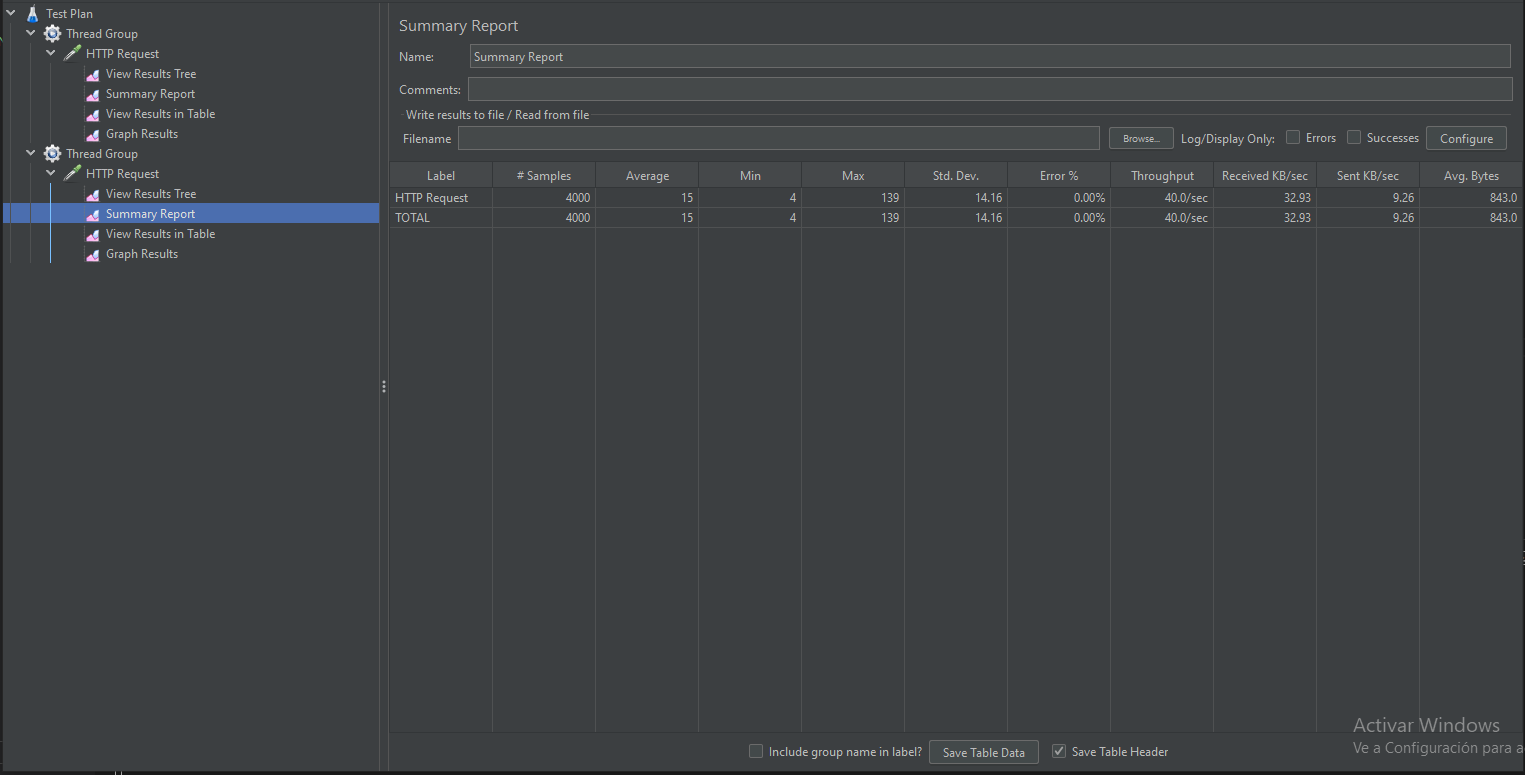 Test Plan
Thread Group
HTTP Request
View Results Tree
Summary Report
View Results in Table
Graph Results
Thread Group
HTTP Request
View Results Tree
Summary Report
View Results in Table
Graph Results
Summary Report
Name: Summary Report
Comments:
Write results to file / Read from file
Filename Browse... Log/Display Only: Errors Successes Configure
Label # Samples Average Min Max Std. Dev. Error % Throughput Received KB/sec Sent KB/sec Avg. Bytes
HTTP Request 4000 15 4 139 14.16 0.00% 40.0/sec 32.93 9.26 843.0
TOTAL 4000 15 4 139 14.16 0.00% 40.0/sec 32.93 9.26 843.0
Include group name in label? Save Table Data Save Table Header
Activar Windows
Ve a Configuración para a